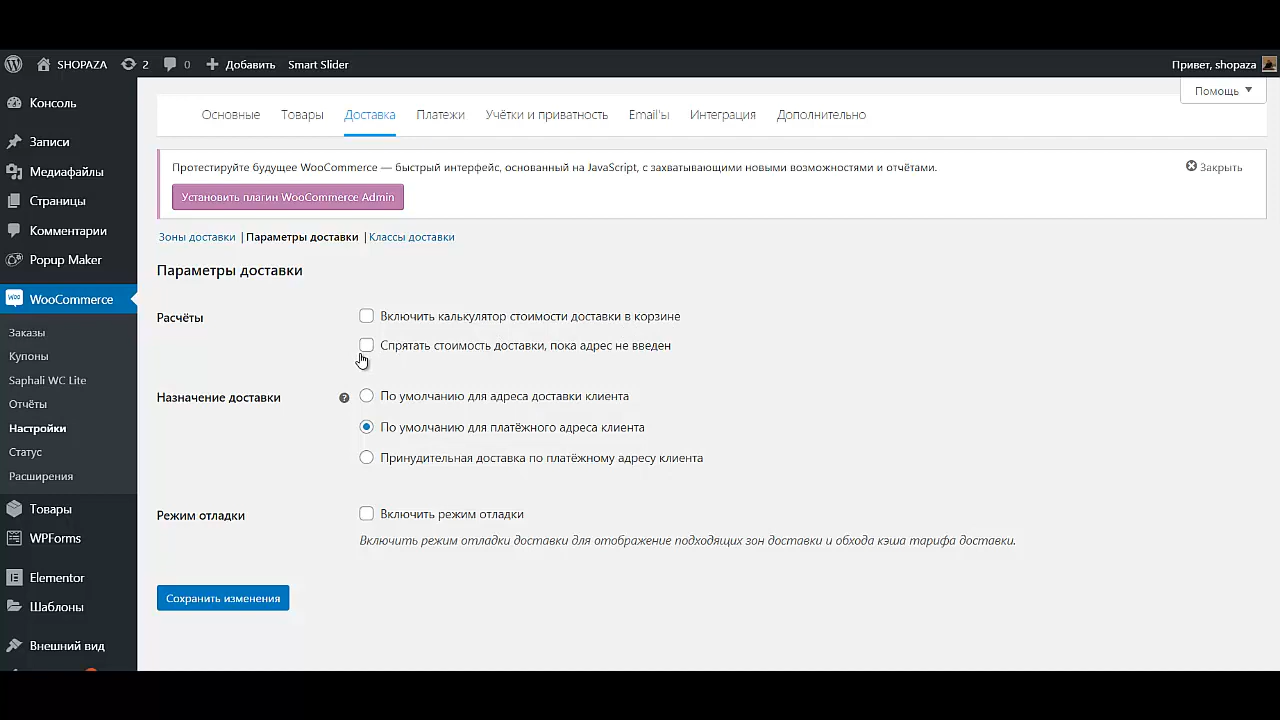 SHOPAZA 2 0 Добавить Smart Slider Привет, shopaza
Помощь
Консоль
Записи
Медиафайлы
Страницы
Комментарии
Popup Maker
WooCommerce
Заказы
Купоны
Saphali WC Lite
Отчёты
Настройки
Статус
Расширения
Товары
WPForms
Elementor
Шаблоны
Внешний вид
Основные Товары Доставка Платежи Учётки и приватность Email'ы Интеграция Дополнительно
Протестируйте будущее WooCommerce — быстрый интерфейс, основанный на JavaScript, с захватывающими новыми возможностями и отчётами. Закрыть
Установить плагин WooCommerce Admin
Зоны доставки | Параметры доставки | Классы доставки
Параметры доставки
Расчёты Включить калькулятор стоимости доставки в корзине
Спрятать стоимость доставки, пока адрес не введен
Назначение доставки ? По умолчанию для адреса доставки клиента
По умолчанию для платёжного адреса клиента
Принудительная доставка по платёжному адресу клиента
Режим отладки Включить режим отладки
Включить режим отладки доставки для отображение подходящих зон доставки и обхода кэша тарифа доставки.
Сохранить изменения